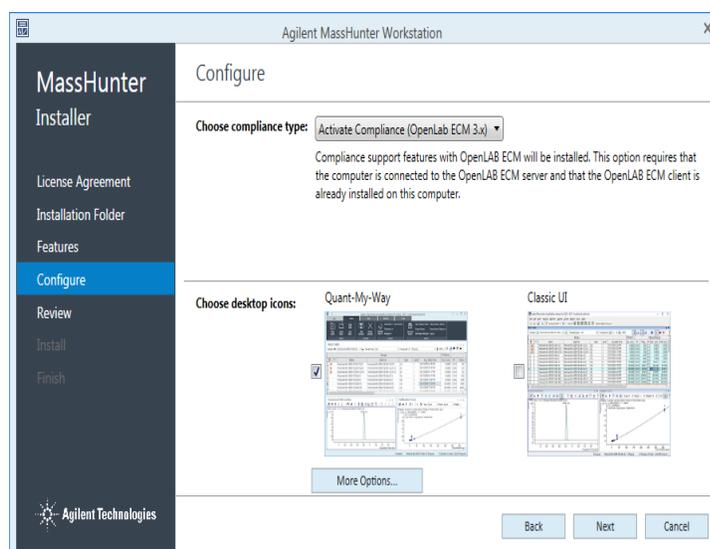 Agilent MassHunter Workstation
MassHunter
Installer
License Agreement
Installation Folder
Features
Configure
Review
Install
Finish
Agilent Technologies
Configure
Choose compliance type:
Activate Compliance (OpenLab ECM 3.x)
Compliance support features with OpenLAB ECM will be installed. This option requires that
the computer is connected to the OpenLAB ECM server and that the OpenLAB ECM client is
already installed on this computer.
Choose desktop icons:
Quant-My-Way
Classic UI
More Options...
Back
Next
Cancel